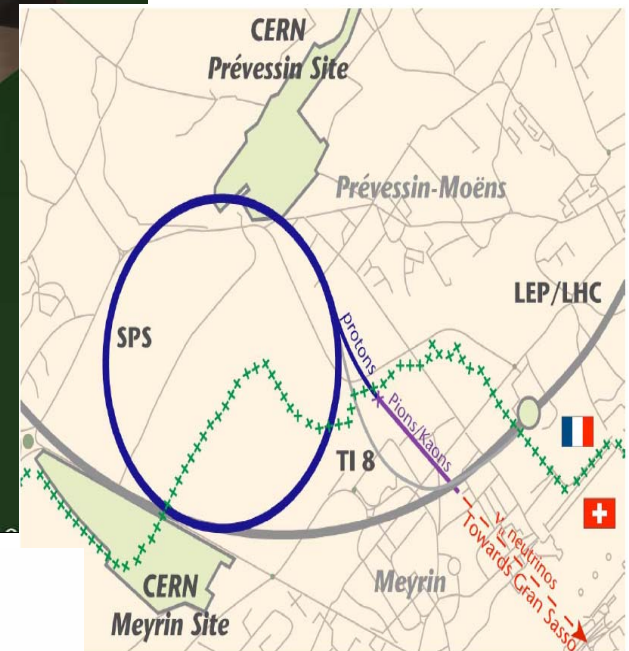 CERN
Prévessin Site
Prévessin-Moëns
LEP/LHC
SPS
protons
Pions/Kaons
TI 8
neutrinos
Towards Gran Sasso
CERN
Meyrin Site
Meyrin